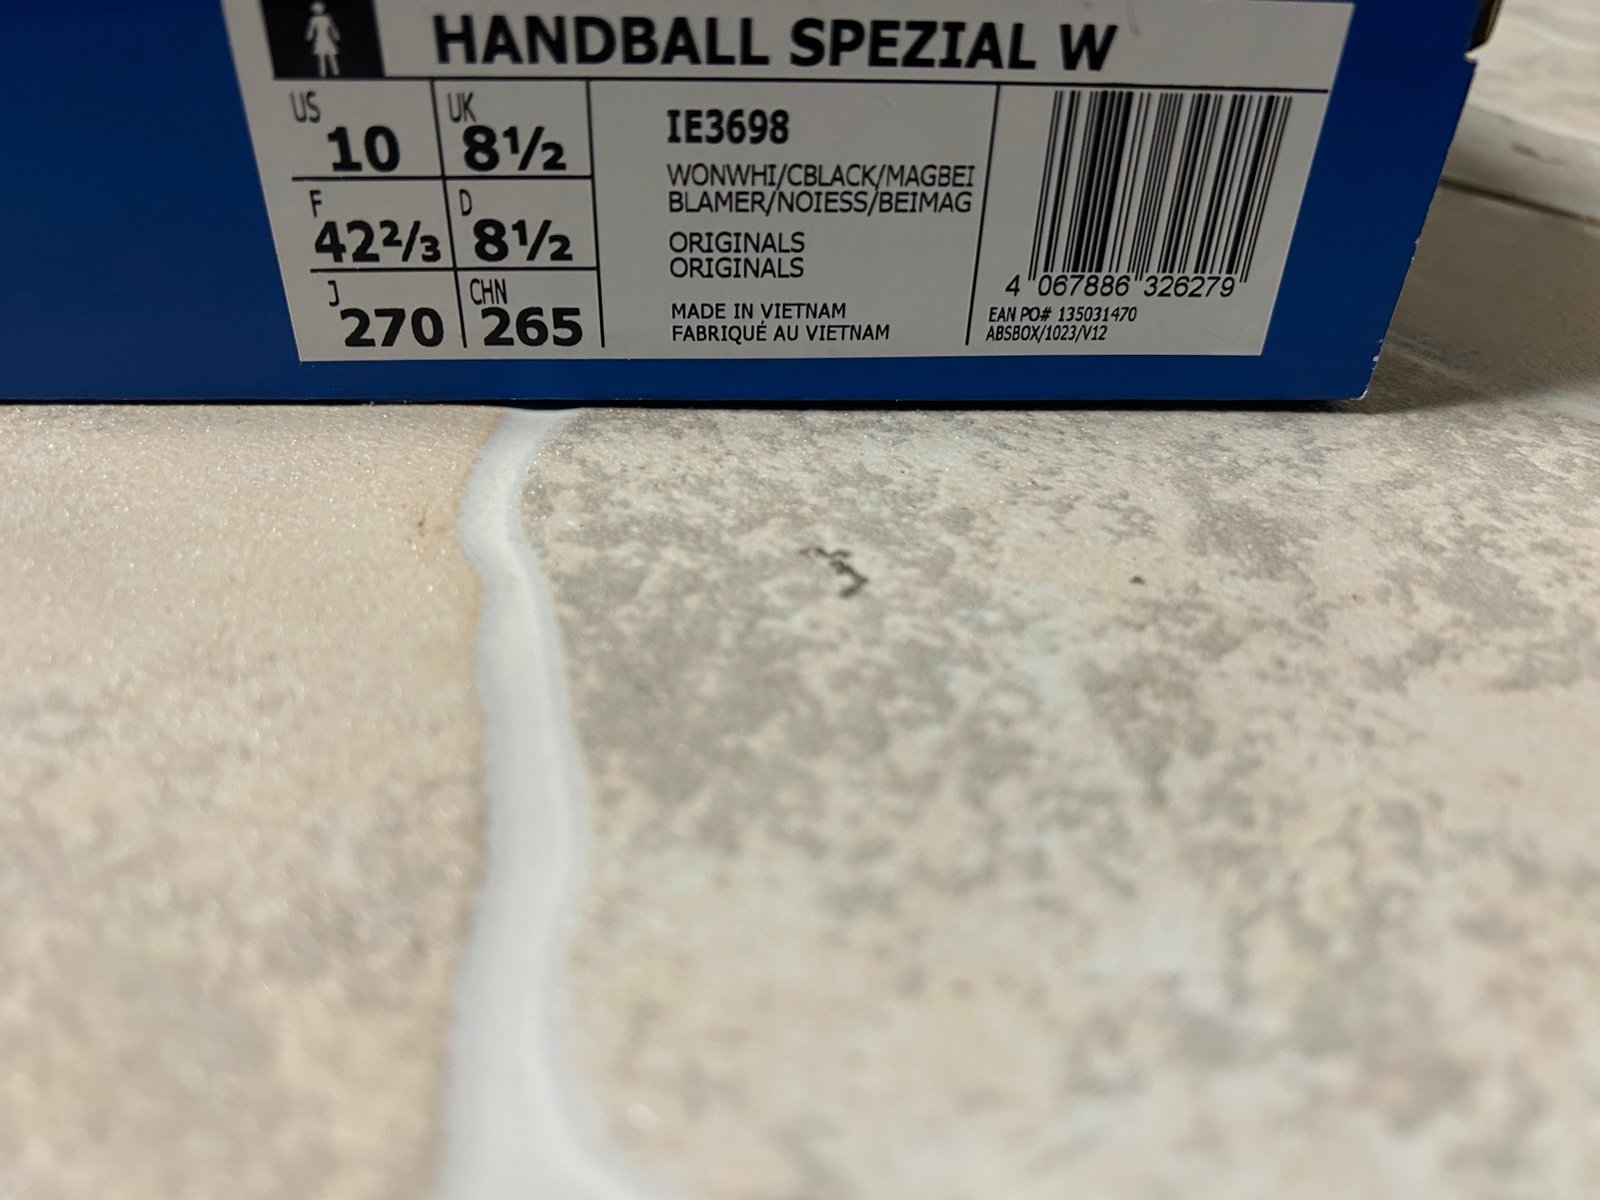 HANDBALL SPEZIAL W
US
10
UK
8½
F
42⅔
D
8½
J
270
CHN
265
IE3698
WONWHI/CBLACK/MAGBEI
BLAMER/NOIESS/BEIMAG
ORIGINALS
ORIGINALS
MADE IN VIETNAM
FABRIQUÉ AU VIETNAM
4 067886 326279
EAN PO# 135031470
ABSBOX/1023/V12